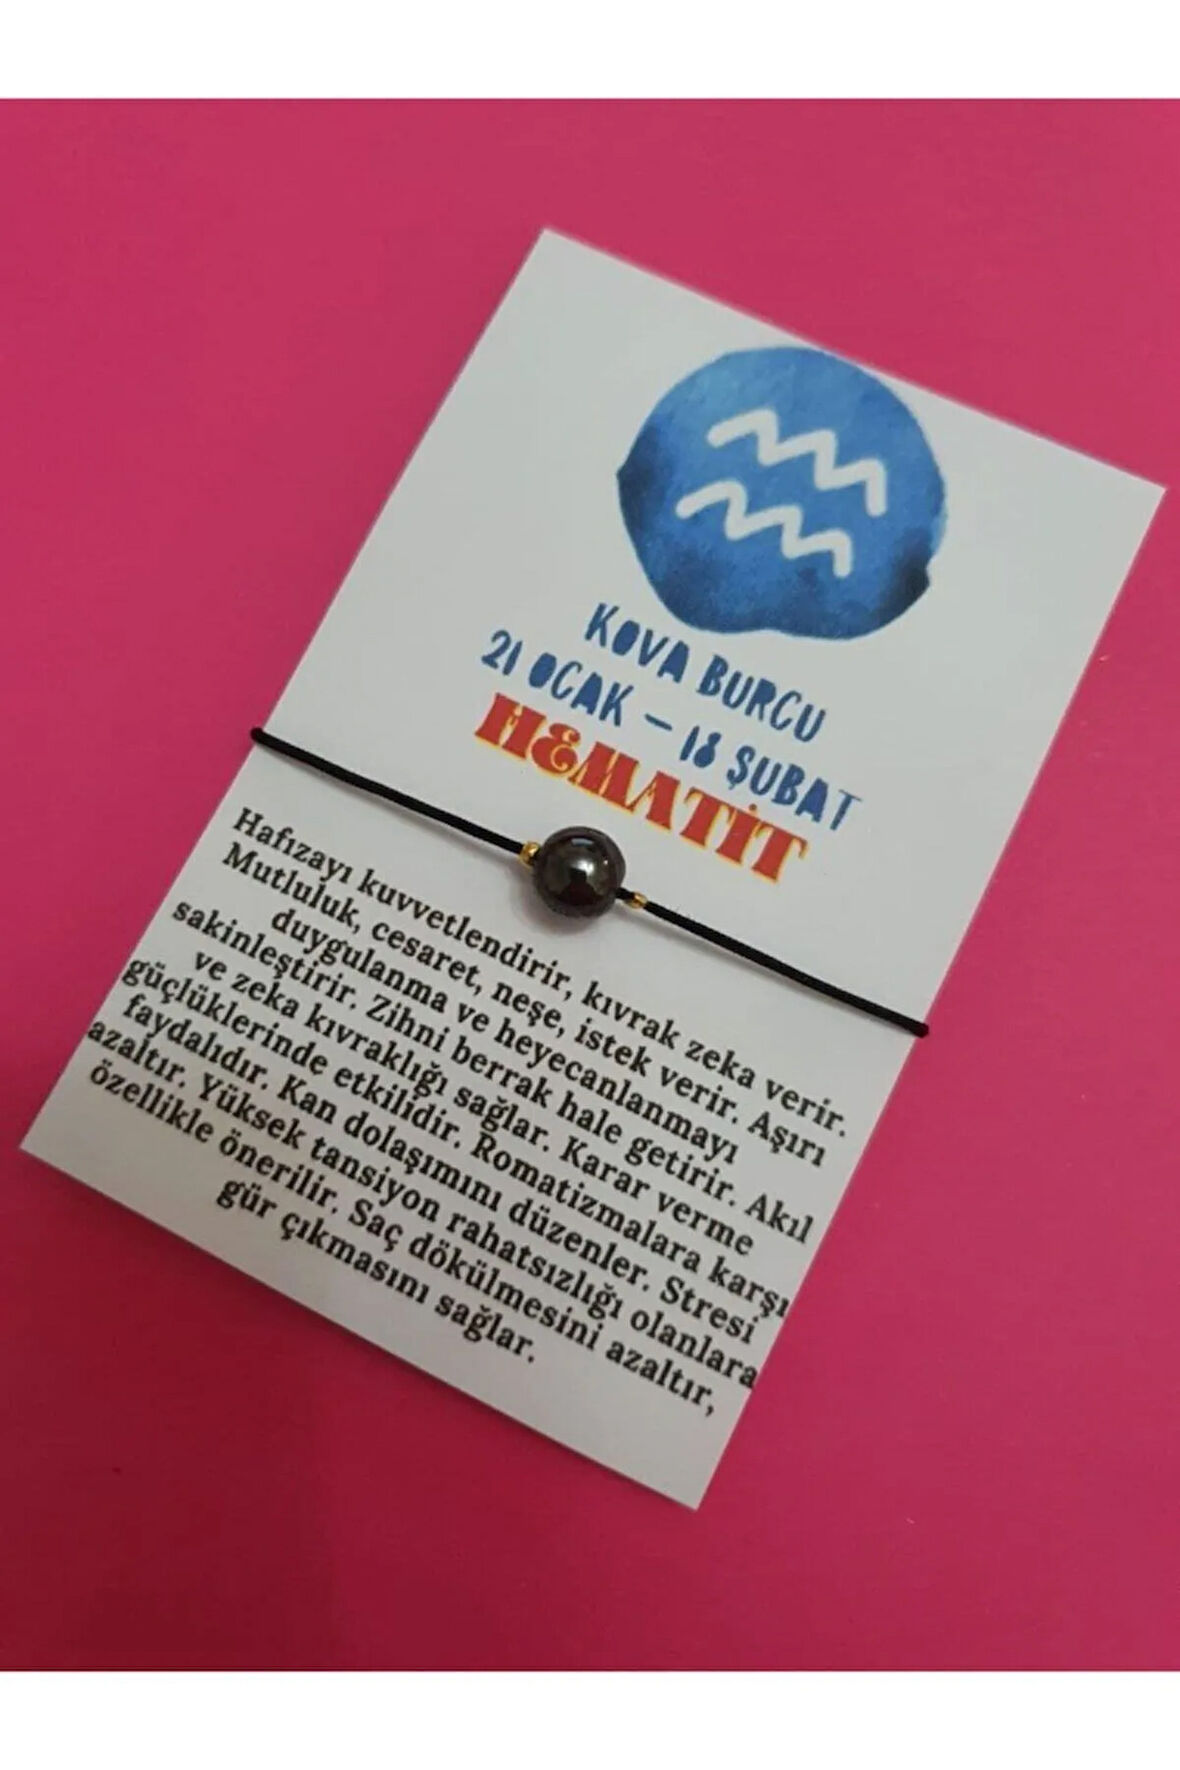 KOVA BURCU
21 OCAK – 18 ŞUBAT
HEMATİT
Hafızayı kuvvetlendirir, kıvrak zeka verir.
Mutluluk, cesaret, neşe, istek verir. Aşırı
duygulanma ve heyecanlanmayı
sakinleştirir. Zihni berrak hale getirir. Akıl
ve zeka kıvraklığı sağlar. Karar verme
güçlüklerinde etkilidir. Romatizmalara karşı
faydalıdır. Kan dolaşımını düzenler. Stresi
azaltır. Yüksek tansiyon rahatsızlığı olanlara
özellikle önerilir. Saç dökülmesini azaltır,
gür çıkmasını sağlar.